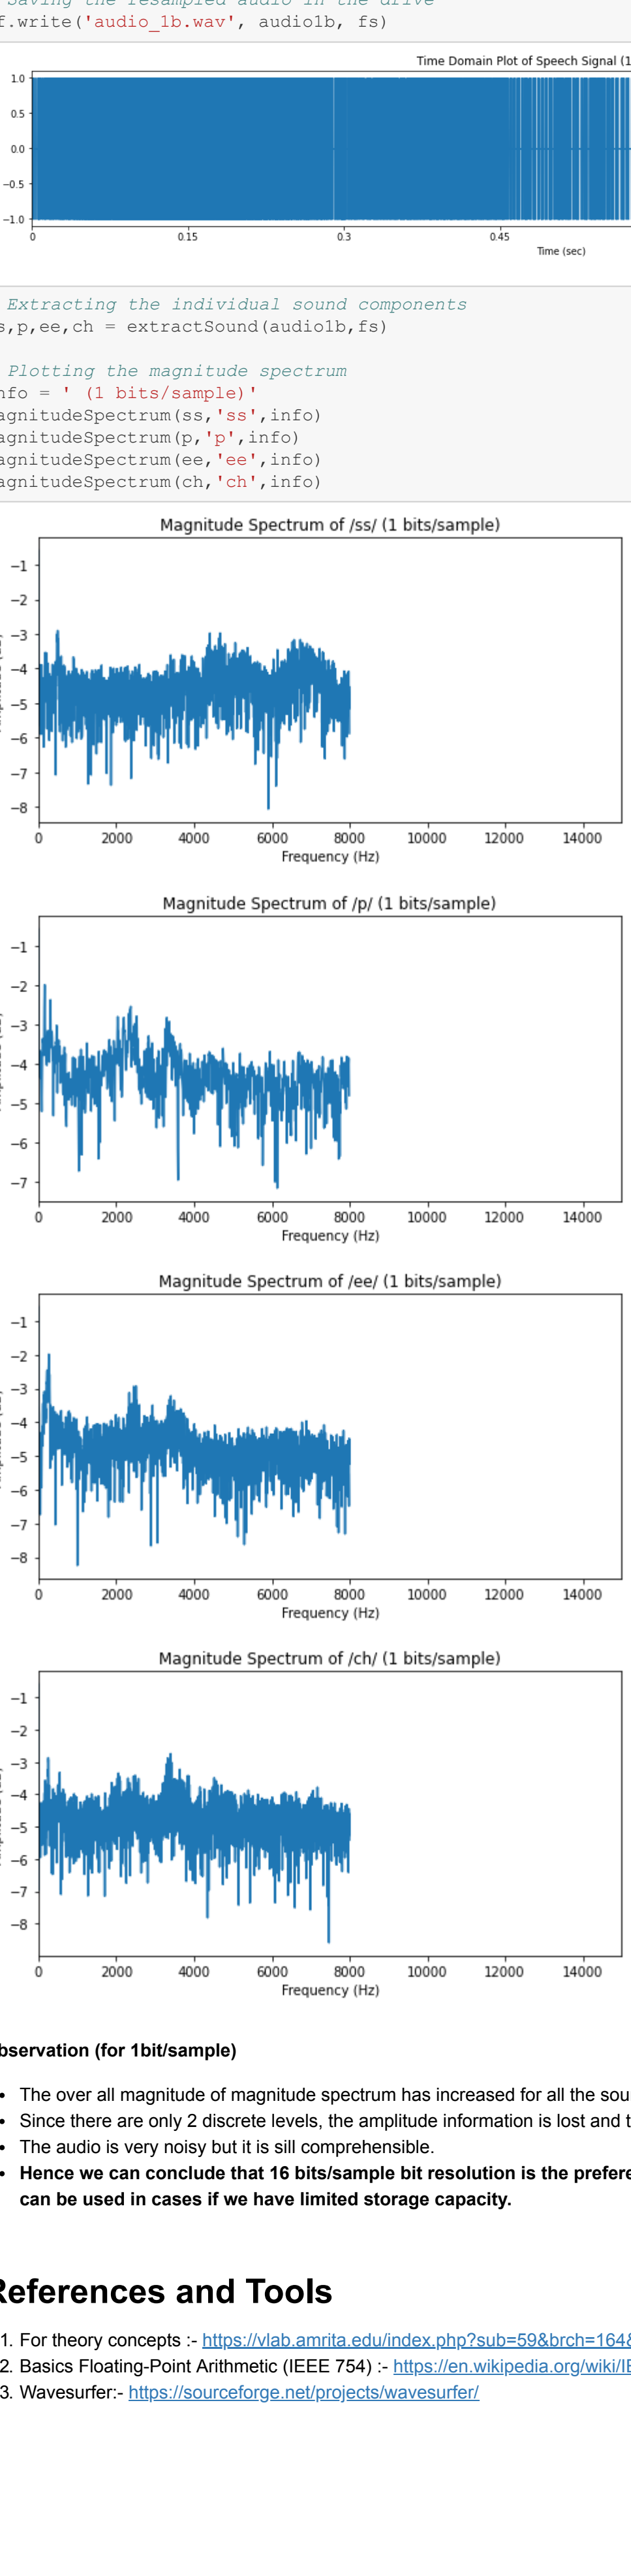 Saving the resampled audio in the drive
f.write('audio_1b.wav', audio1b, fs)
Time Domain Plot of Speech Signal (1
1.0
0.5
0.0
−0.5
−1.0
0 0.15 0.3 0.45
Time (sec)
Extracting the individual sound components
s,p,ee,ch = extractSound(audio1b,fs)
Plotting the magnitude spectrum
nfo = ' (1 bits/sample)'
agnitudeSpectrum(ss,'ss',info)
agnitudeSpectrum(p,'p',info)
agnitudeSpectrum(ee,'ee',info)
agnitudeSpectrum(ch,'ch',info)
Magnitude Spectrum of /ss/ (1 bits/sample)
−1
−2
−3
−4
−5
−6
−7
−8
0 2000 4000 6000 8000 10000 12000 14000
Frequency (Hz)
Magnitude Spectrum of /p/ (1 bits/sample)
−1
−2
−3
−4
−5
−6
−7
0 2000 4000 6000 8000 10000 12000 14000
Frequency (Hz)
Magnitude Spectrum of /ee/ (1 bits/sample)
−1
−2
−3
−4
−5
−6
−7
−8
0 2000 4000 6000 8000 10000 12000 14000
Frequency (Hz)
Magnitude Spectrum of /ch/ (1 bits/sample)
−1
−2
−3
−4
−5
−6
−7
−8
0 2000 4000 6000 8000 10000 12000 14000
Frequency (Hz)
bservation (for 1bit/sample)
• The over all magnitude of magnitude spectrum has increased for all the sou
• Since there are only 2 discrete levels, the amplitude information is lost and t
• The audio is very noisy but it is sill comprehensible.
• Hence we can conclude that 16 bits/sample bit resolution is the prefere
can be used in cases if we have limited storage capacity.
References and Tools
1. For theory concepts :- https://vlab.amrita.edu/index.php?sub=59&brch=164&
2. Basics Floating-Point Arithmetic (IEEE 754) :- https://en.wikipedia.org/wiki/IE
3. Wavesurfer:- https://sourceforge.net/projects/wavesurfer/